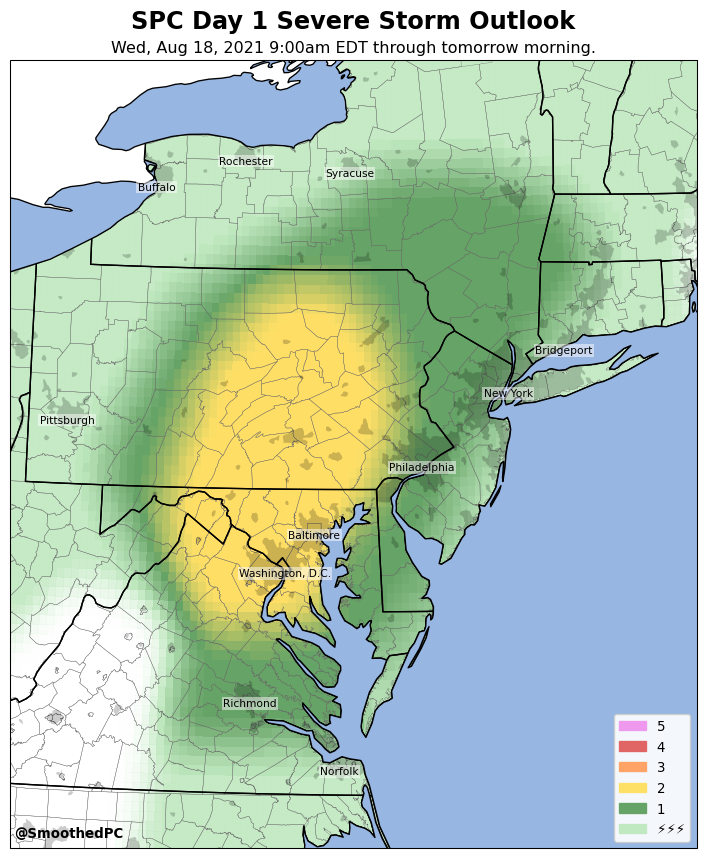 SPC Day 1 Severe Storm Outlook
Wed, Aug 18, 2021 9:00am EDT through tomorrow morning.
Rochester
Syracuse
Buffalo
Bridgeport
New York
Pittsburgh
Philadelphia
Baltimore
Washington, D.C.
Richmond
Norfolk
5
4
3
2
1
⚡⚡⚡
@SmoothedPC